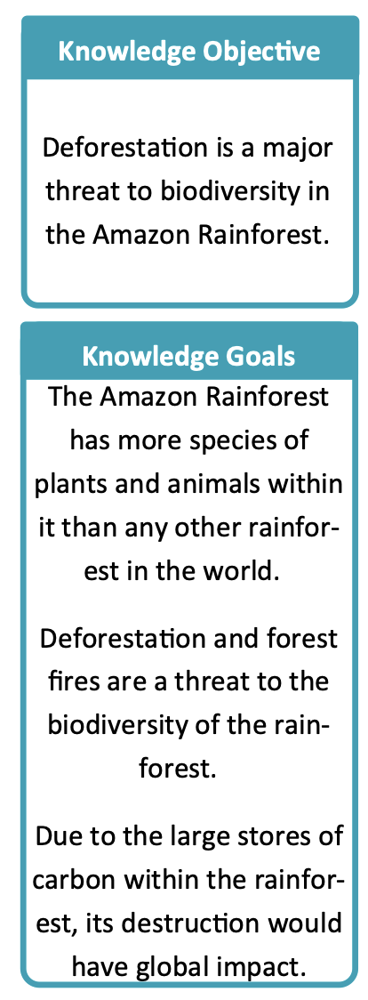 Knowledge Objective
Deforestation is a major
threat to biodiversity in
the Amazon Rainforest.
Knowledge Goals
The Amazon Rainforest
has more species of
plants and animals within
it than any other rainfor-
est in the world.
Deforestation and forest
fires are a threat to the
biodiversity of the rain-
forest.
Due to the large stores of
carbon within the rainfor-
est, its destruction would
have global impact.